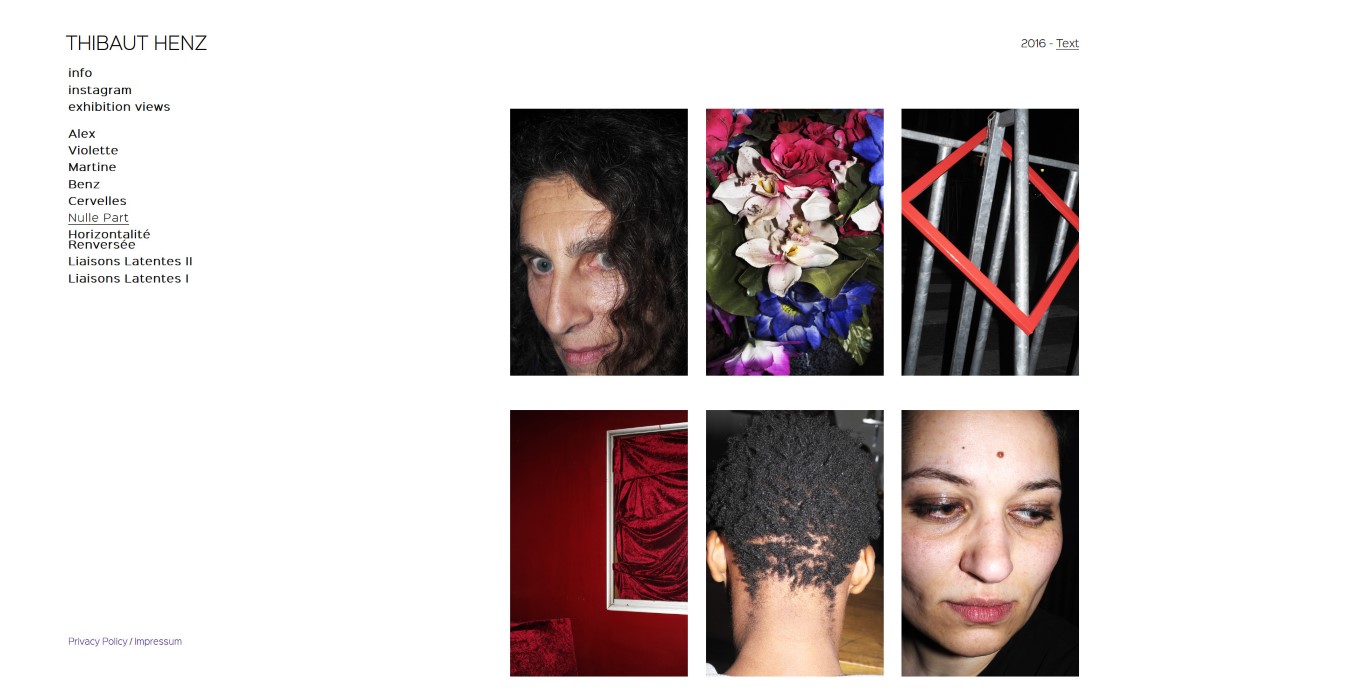 THIBAUT HENZ
2016 - Text
info
instagram
exhibition views
Alex
Violette
Martine
Benz
Cervelles
Nulle Part
Horizontalité
Renversée
Liaisons Latentes II
Liaisons Latentes I
Privacy Policy / Impressum